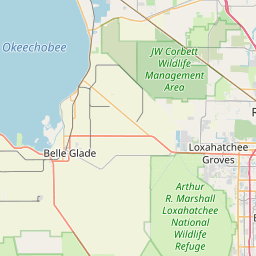 Okeechobee
JW Corbett
Wildlife
Management
Area
R
Loxahatchee
Groves
Belle Glade
Arthur
R. Marshall
Loxahatchee
National
Wildlife
Refuge
B